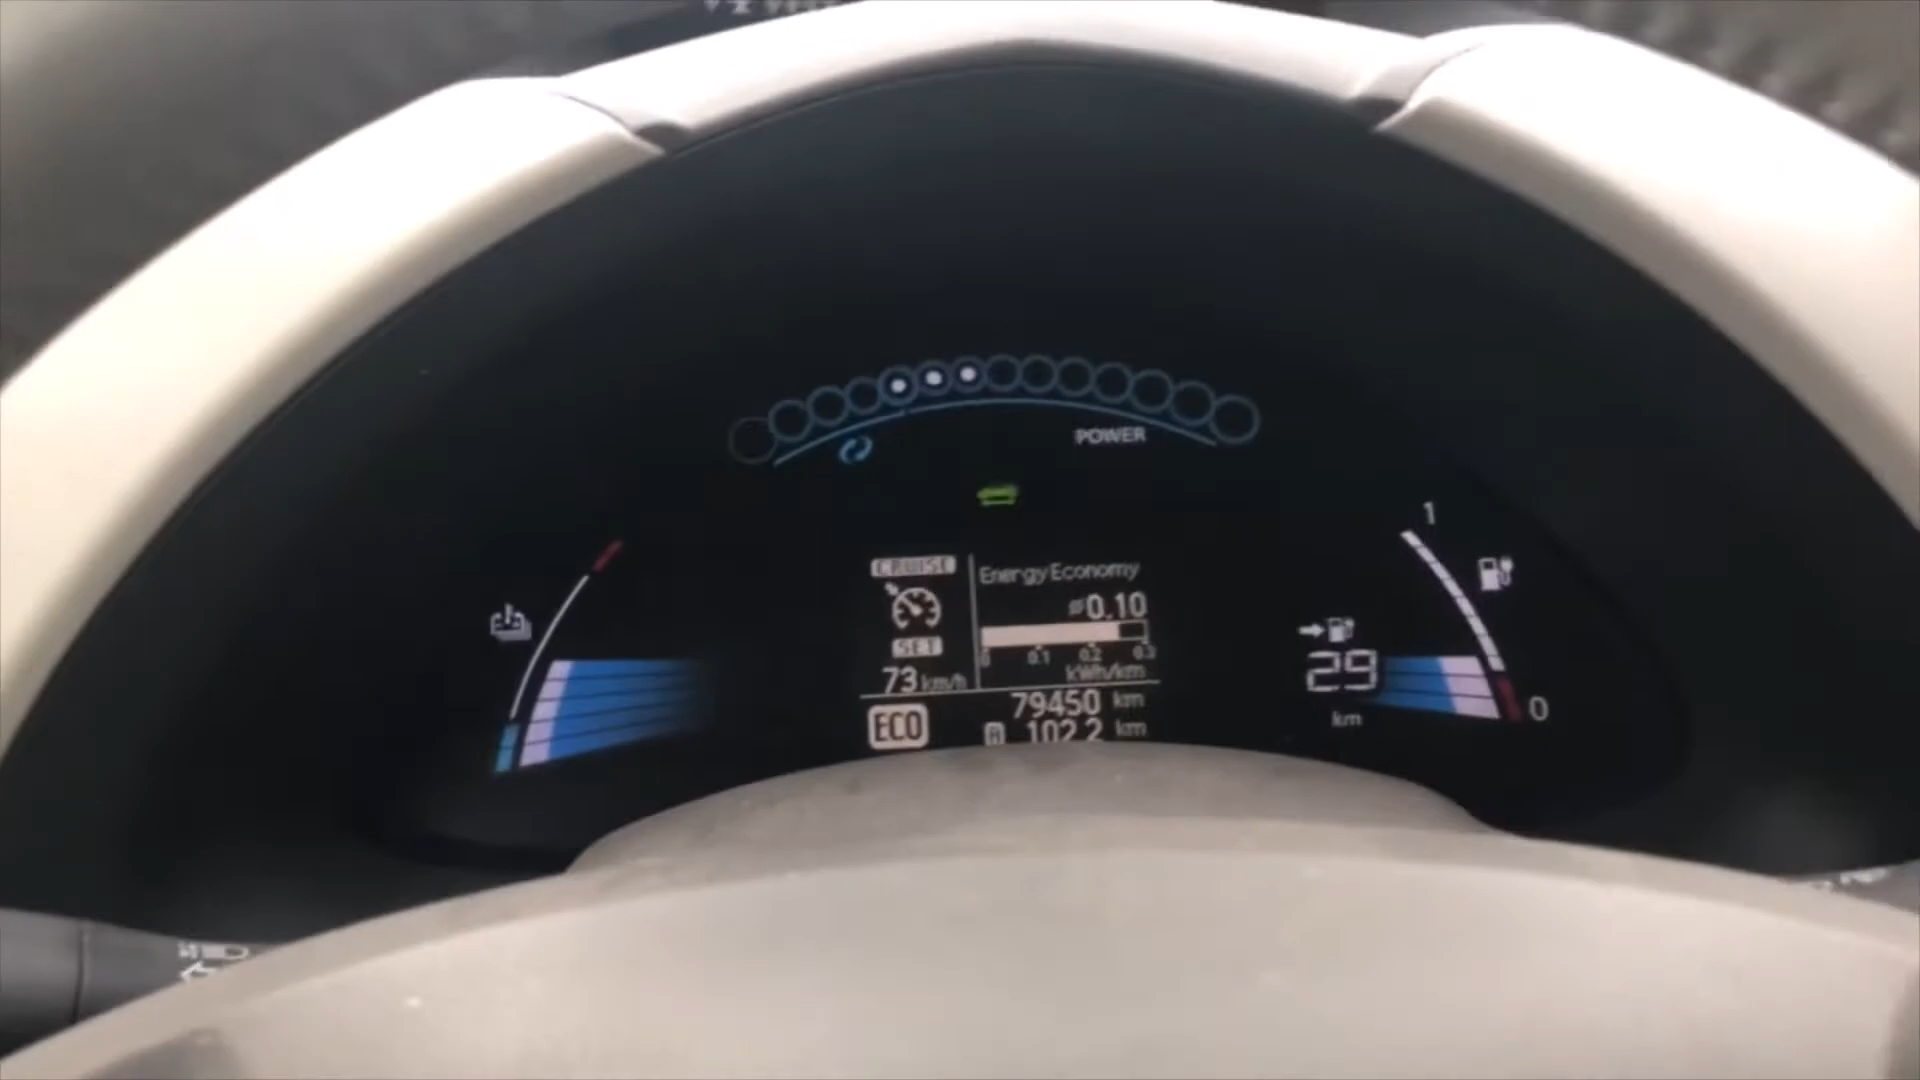 POWER
1
CRUISE
Energy Economy
ø0.10
SET
0 0.1 0.2 0.3
73 km/h
kWh/km
29
km
0
79450 km
ECO
A 102.2 km